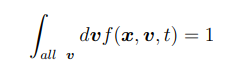 ∫_{all v} dv f(x, v, t) = 1